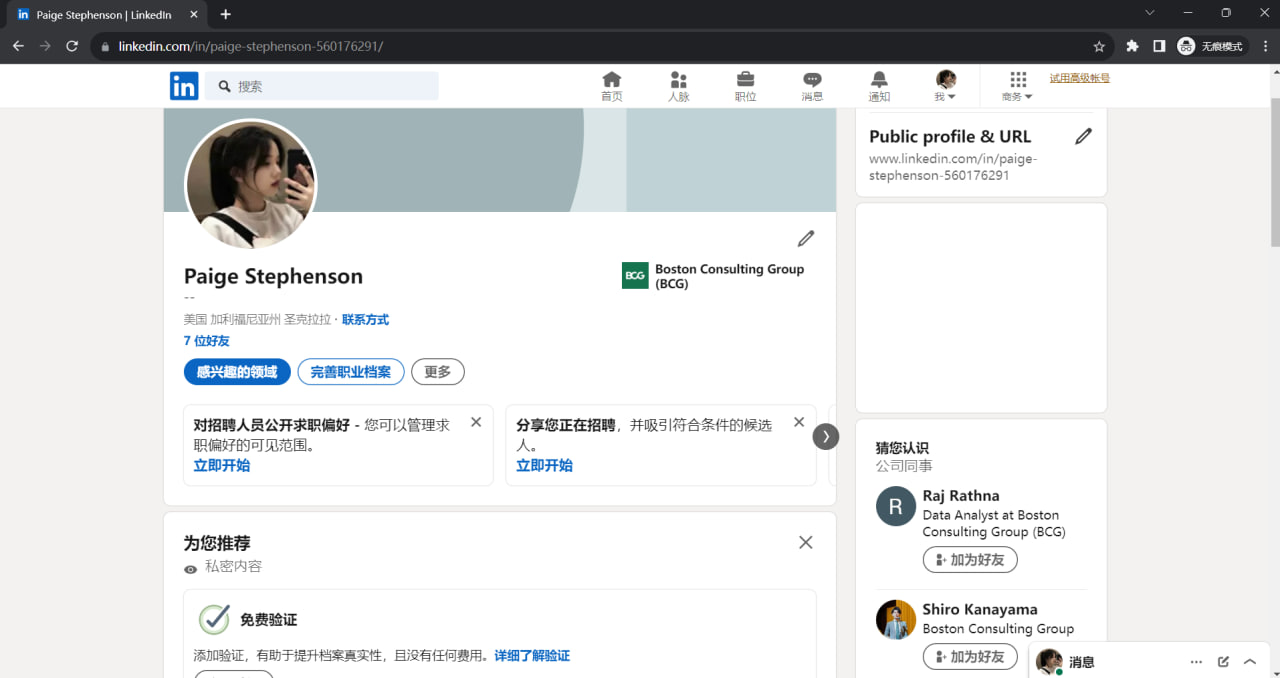 Paige Stephenson | LinkedIn
linkedin.com/in/paige-stephenson-560176291/
无痕模式
in
搜索
首页
人脉
职位
消息
通知
我
商务
试用高级帐号
Public profile & URL
www.linkedin.com/in/paige-
stephenson-560176291
Paige Stephenson
--
BCG
Boston Consulting Group
(BCG)
美国 加利福尼亚州 圣克拉拉 · 联系方式
7 位好友
感兴趣的领域
完善职业档案
更多
对招聘人员公开求职偏好 - 您可以管理求
职偏好的可见范围。
立即开始
分享您正在招聘，并吸引符合条件的候选
人。
立即开始
为您推荐
私密内容
免费验证
添加验证，有助于提升档案真实性，且没有任何费用。详细了解验证
猜您认识
公司同事
R
Raj Rathna
Data Analyst at Boston
Consulting Group (BCG)
加为好友
Shiro Kanayama
Boston Consulting Group
加为好友
消息